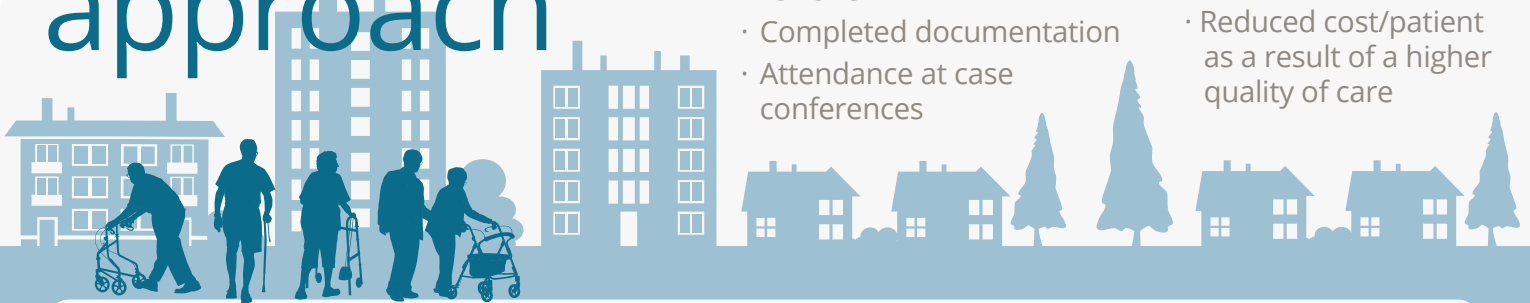 approach
· Completed documentation
· Attendance at case
conferences
· Reduced cost/patient
as a result of a higher
quality of care